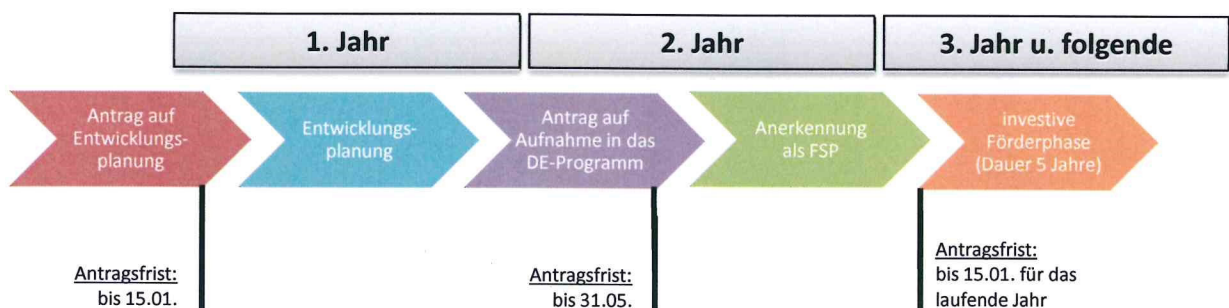 1. Jahr
2. Jahr
3. Jahr u. folgende
Antrag auf
Entwicklungs-
planung
Entwicklungs-
planung
Antrag auf
Aufnahme in das
DE-Programm
Anerkennung
als FSP
investive
Förderphase
(Dauer 5 Jahre)
Antragsfrist:
bis 15.01.
Antragsfrist:
bis 31.05.
Antragsfrist:
bis 15.01. für das
laufende Jahr